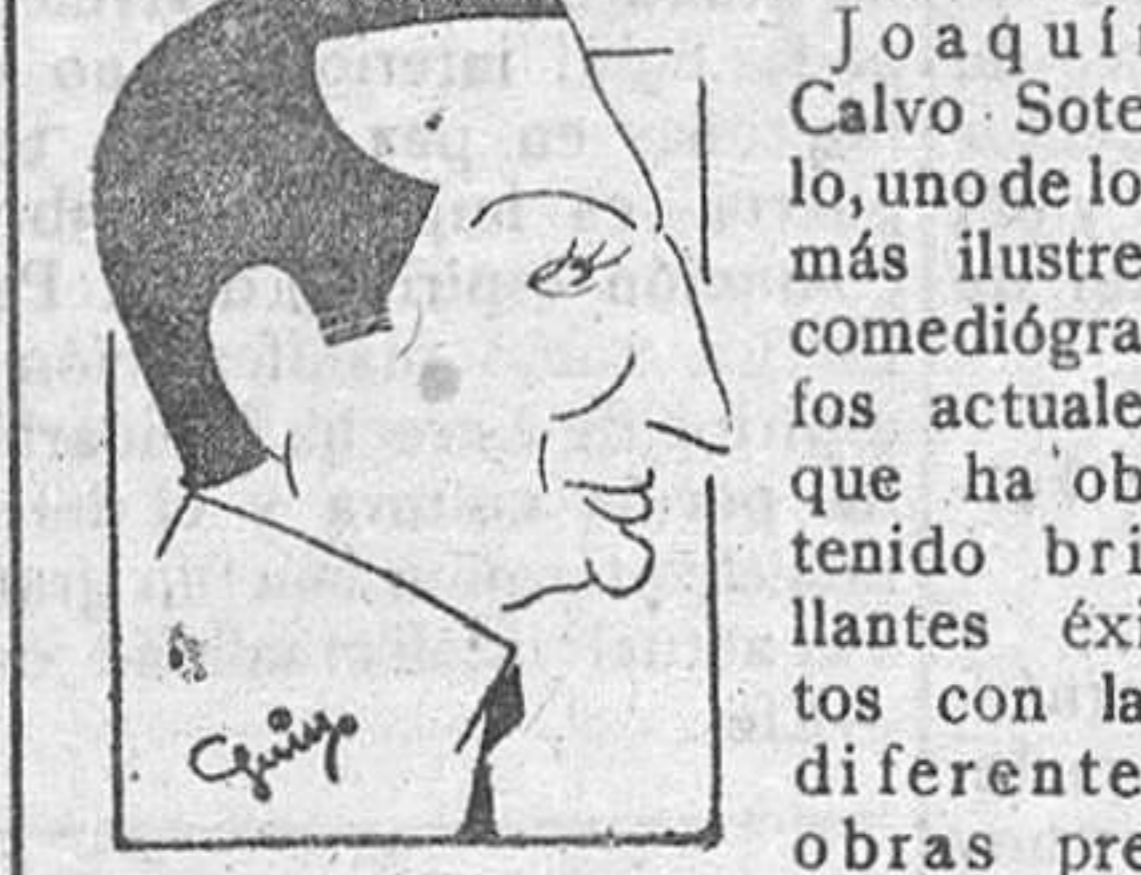 Joaquí
Calvo Sote
lo, uno de lo
más ilustre
comediógra
fos actuale
que ha ob
tenido bri
llantes éxi
tos con la
diferente
obras pre